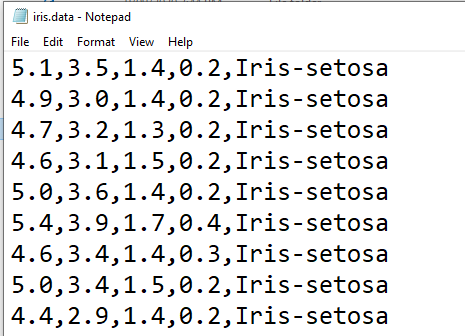 iris.data - Notepad
File Edit Format View Help
5.1,3.5,1.4,0.2,Iris-setosa
4.9,3.0,1.4,0.2,Iris-setosa
4.7,3.2,1.3,0.2,Iris-setosa
4.6,3.1,1.5,0.2,Iris-setosa
5.0,3.6,1.4,0.2,Iris-setosa
5.4,3.9,1.7,0.4,Iris-setosa
4.6,3.4,1.4,0.3,Iris-setosa
5.0,3.4,1.5,0.2,Iris-setosa
4.4,2.9,1.4,0.2,Iris-setosa